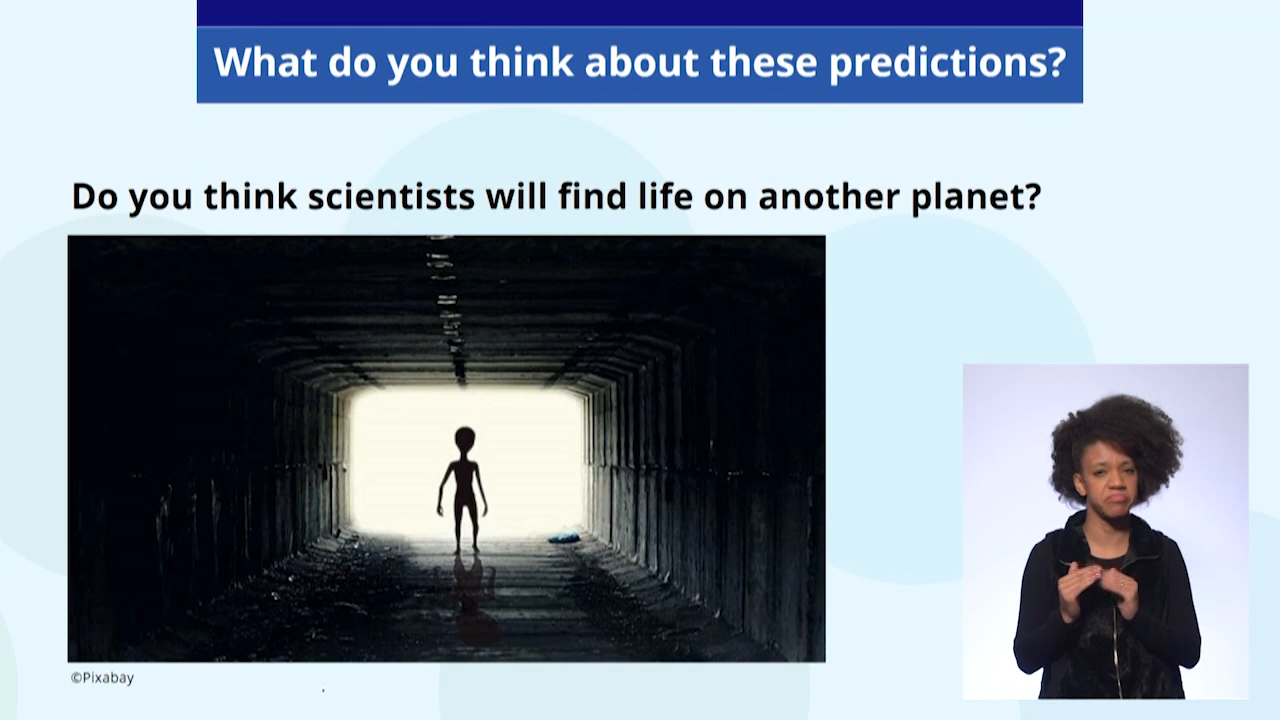 What do you think about these predictions?
Do you think scientists will find life on another planet?
©Pixabay